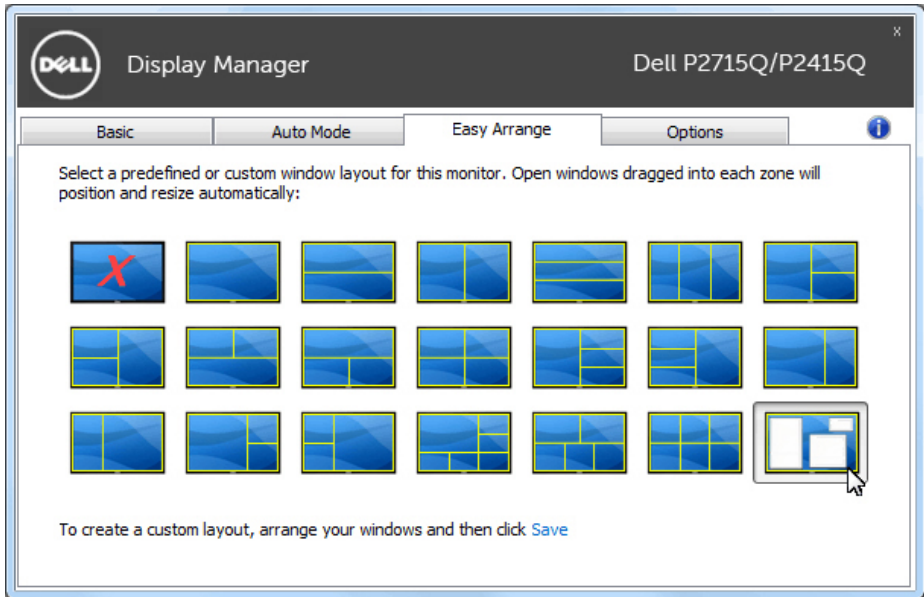 DELL
Display Manager
Dell P2715Q/P2415Q
x
Basic
Auto Mode
Easy Arrange
Options
i
Select a predefined or custom window layout for this monitor. Open windows dragged into each zone will
position and resize automatically:
X
To create a custom layout, arrange your windows and then click Save